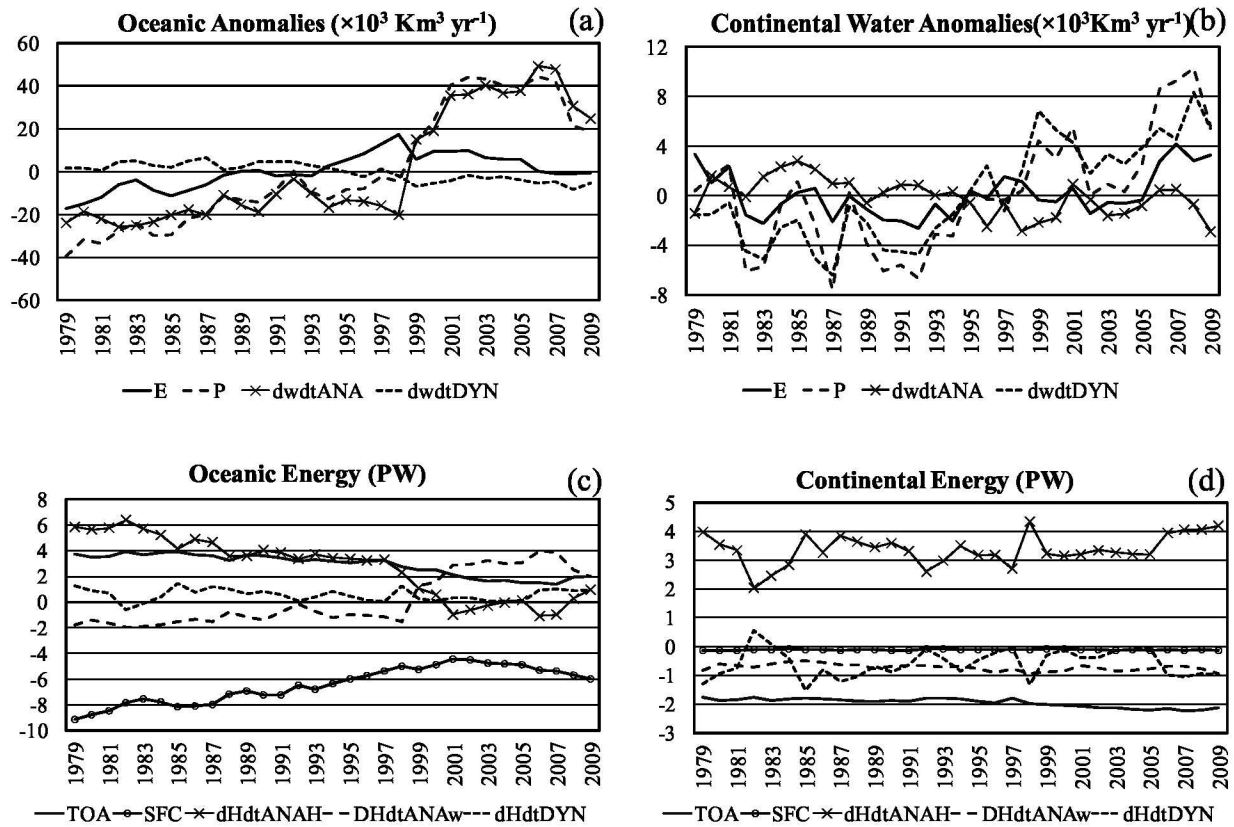 Oceanic Anomalies (×10³ Km³ yr⁻¹) (a)
60
40
20
0
-20
-40
-60
1979 1981 1983 1985 1987 1989 1991 1993 1995 1997 1999 2001 2003 2005 2007 2009
E P dwdtANA dwdtDYN
Continental Water Anomalies(×10³ Km³ yr⁻¹) (b)
12
8
4
0
-4
-8
1979 1981 1983 1985 1987 1989 1991 1993 1995 1997 1999 2001 2003 2005 2007 2009
E P dwdtANA dwdtDYN
Oceanic Energy (PW) (c)
8
6
4
2
0
-2
-4
-6
-8
-10
1979 1981 1983 1985 1987 1989 1991 1993 1995 1997 1999 2001 2003 2005 2007 2009
TOA SFC dHdtANAH DHdtANAw dHdtDYN
Continental Energy (PW) (d)
5
4
3
2
1
0
-1
-2
-3
1979 1981 1983 1985 1987 1989 1991 1993 1995 1997 1999 2001 2003 2005 2007 2009
TOA SFC dHdtANAH DHdtANAw dHdtDYN